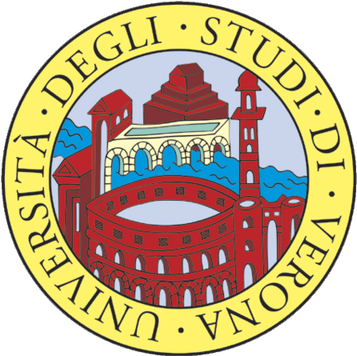 UNIVERSITÀ · DEGLI · STUDI · DI · VERONA ·